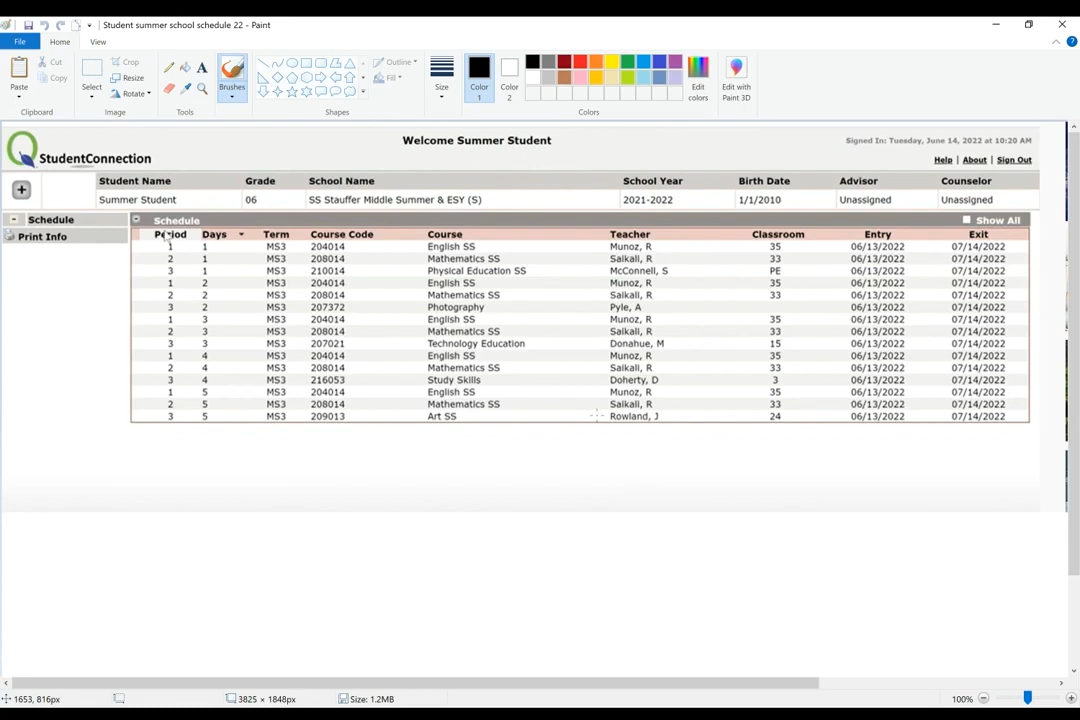 Student summer school schedule 22 - Paint
File Home View
Paste Cut Copy Clipboard
Select Crop Resize Rotate Image
Tools
Brushes
Outline Fill Shapes
Size
Color 1 Color 2 Edit colors Edit with Paint 3D
Colors
StudentConnection
Welcome Summer Student
Signed In: Tuesday, June 14, 2022 at 10:20 AM
Help | About | Sign Out
Student Name Grade School Name School Year Birth Date Advisor Counselor
Summer Student 06 SS Stauffer Middle Summer & ESY (S) 2021-2022 1/1/2010 Unassigned Unassigned
Schedule
Print Info
Schedule Show All
Period Days Term Course Code Course Teacher Classroom Entry Exit
1 1 MS3 204014 English SS Munoz, R 35 06/13/2022 07/14/2022
2 1 MS3 208014 Mathematics SS Saikali, R 33 06/13/2022 07/14/2022
3 1 MS3 210014 Physical Education SS McConnell, S PE 06/13/2022 07/14/2022
1 2 MS3 204014 English SS Munoz, R 35 06/13/2022 07/14/2022
2 2 MS3 208014 Mathematics SS Saikali, R 33 06/13/2022 07/14/2022
3 2 MS3 207372 Photography Pyle, A 06/13/2022 07/14/2022
1 3 MS3 204014 English SS Munoz, R 35 06/13/2022 07/14/2022
2 3 MS3 208014 Mathematics SS Saikali, R 33 06/13/2022 07/14/2022
3 3 MS3 207021 Technology Education Donahue, M 15 06/13/2022 07/14/2022
1 4 MS3 204014 English SS Munoz, R 35 06/13/2022 07/14/2022
2 4 MS3 208014 Mathematics SS Saikali, R 33 06/13/2022 07/14/2022
3 4 MS3 216053 Study Skills Doherty, D 3 06/13/2022 07/14/2022
1 5 MS3 204014 English SS Munoz, R 35 06/13/2022 07/14/2022
2 5 MS3 208014 Mathematics SS Saikali, R 33 06/13/2022 07/14/2022
3 5 MS3 209013 Art SS Rowland, J 24 06/13/2022 07/14/2022
1653, 816px 3825 × 1848px Size: 1.2MB 100%